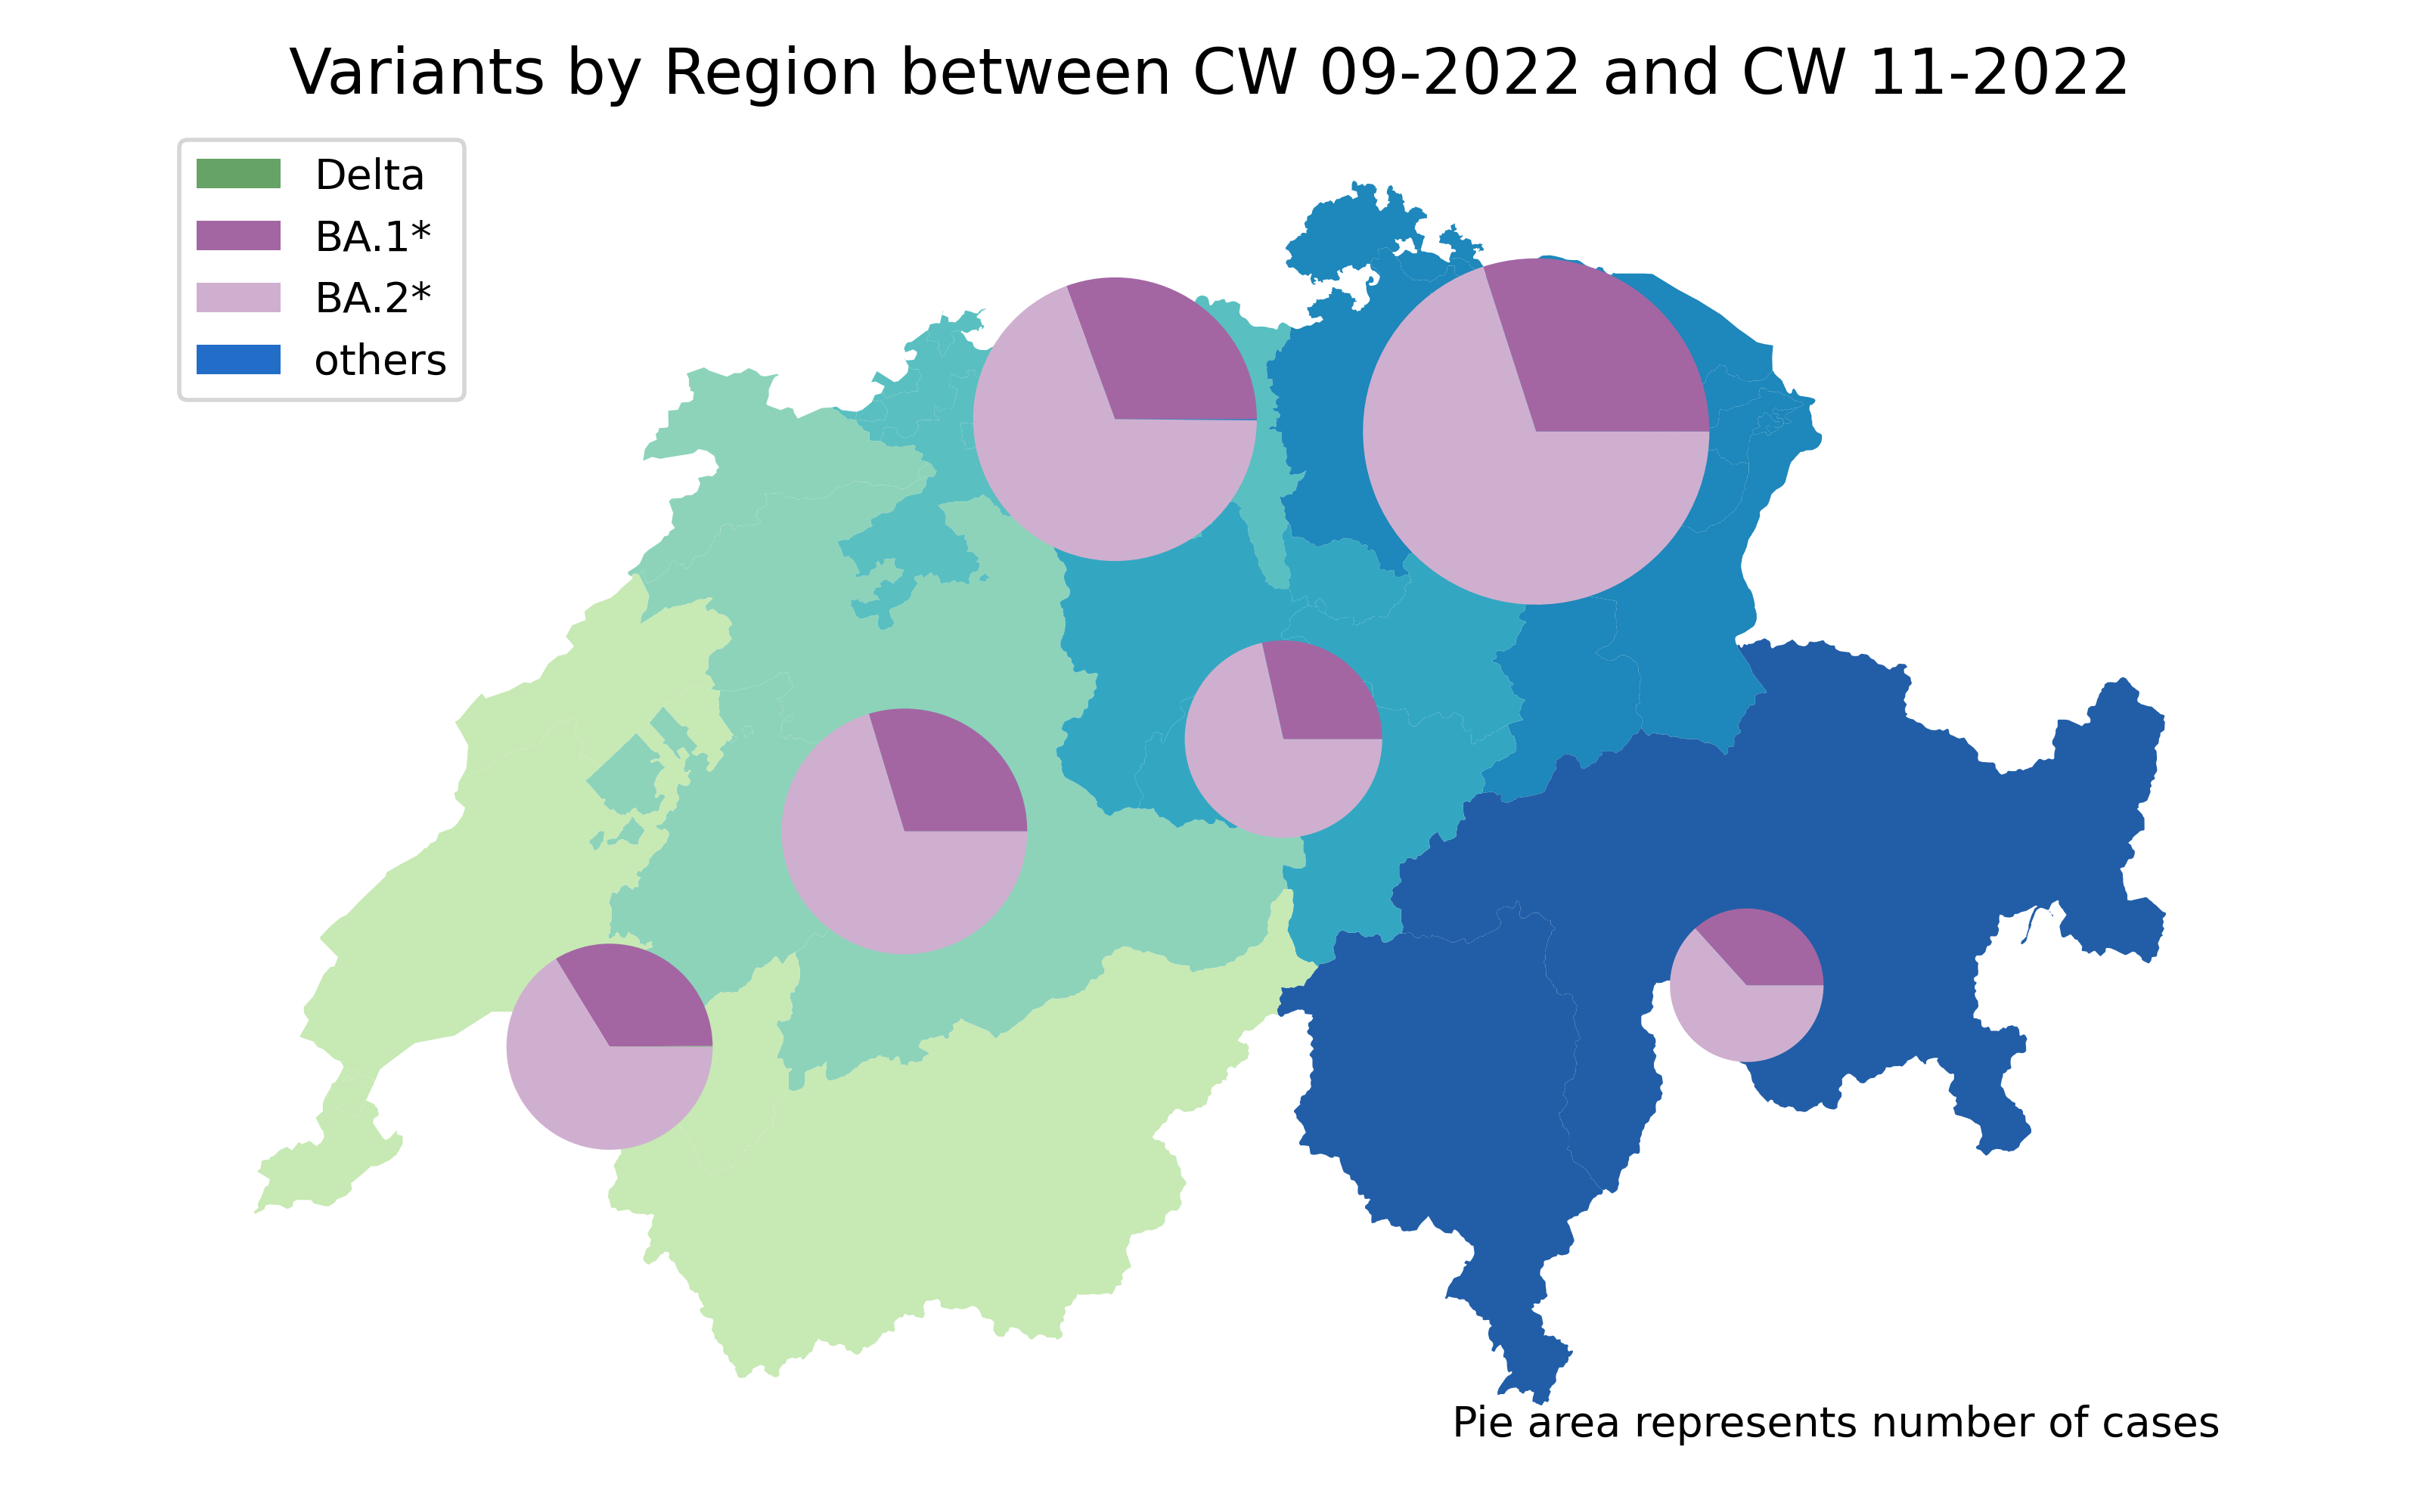 Variants by Region between CW 09-2022 and CW 11-2022
Delta
BA.1*
BA.2*
others
Pie area represents number of cases